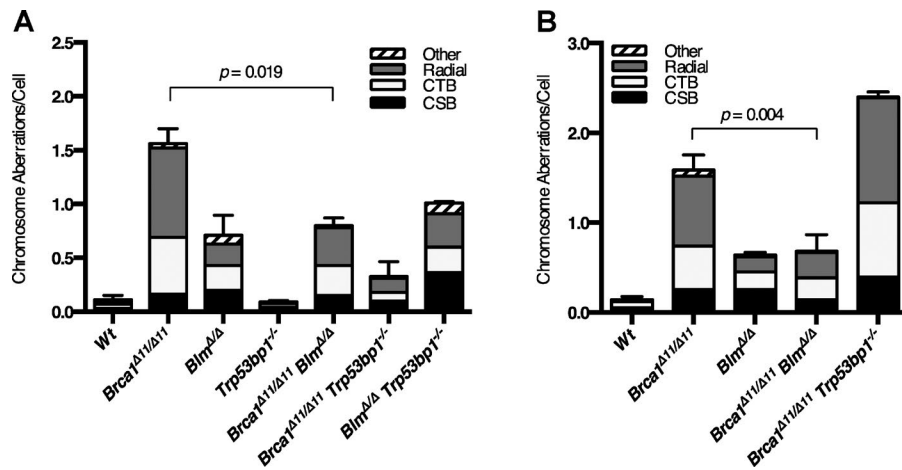 A
Chromosome Aberrations/Cell
2.5
2.0
1.5
1.0
0.5
0.0
p = 0.019
Other
Radial
CTB
CSB
Wt
Brca1Δ11/Δ11
BlmΔ/Δ
Trp53bp1-/-
Brca1Δ11/Δ11 BlmΔ/Δ
Brca1Δ11/Δ11 Trp53bp1-/-
BlmΔ/Δ Trp53bp1-/-
B
Chromosome Aberrations/Cell
3.0
2.0
1.0
0.0
p = 0.004
Other
Radial
CTB
CSB
Wt
Brca1Δ11/Δ11
BlmΔ/Δ
Brca1Δ11/Δ11 BlmΔ/Δ
Brca1Δ11/Δ11 Trp53bp1-/-